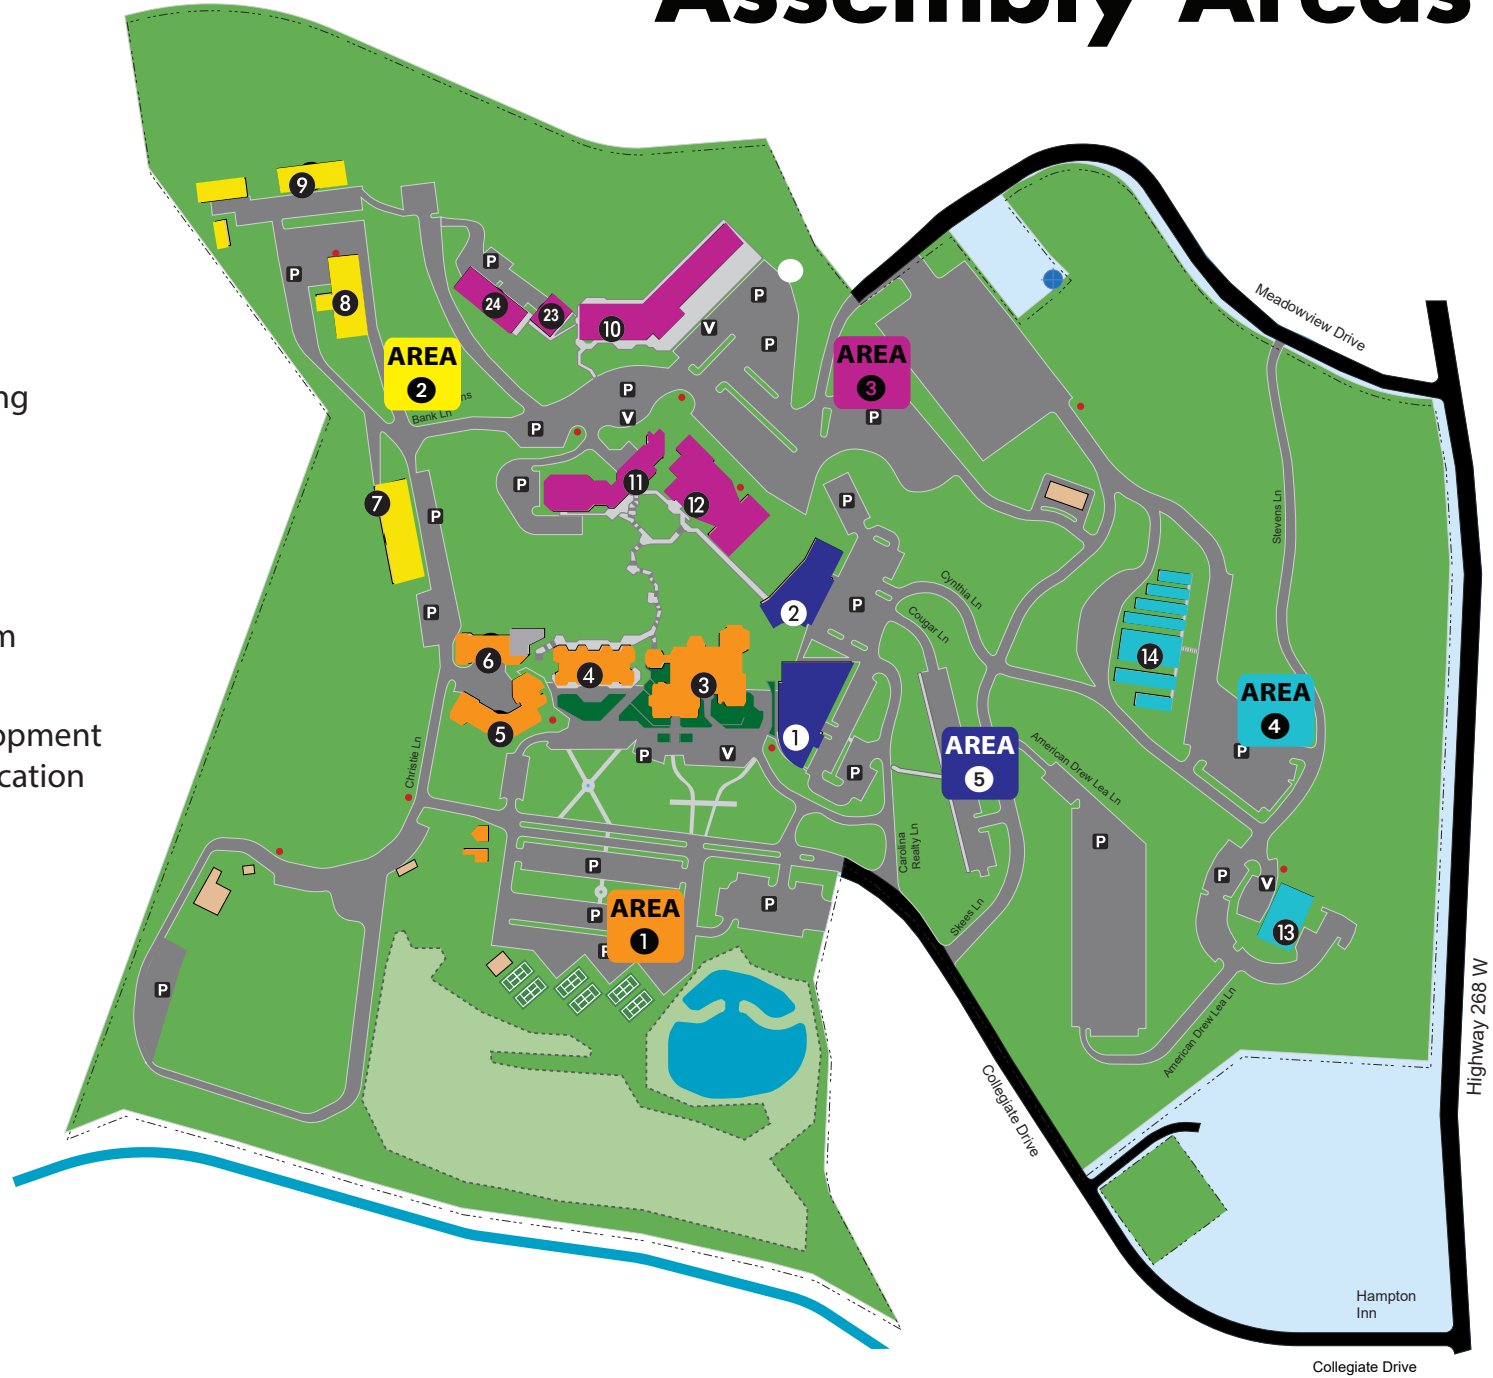 Assembly Areas
9
P
8
P
24
23
10
P
V
P
Meadowview Drive
AREA
2
AREA
3
P
ng
Bank Ln
P
V
P
7
P
11
12
P
P
Stevens Ln
P
2
P
Cynthia Ln
Cougar Ln
m
6
4
3
14
AREA
4
P
5
1
opment
cation
Christie Ln
P
V
P
AREA
5
American Drew Lea Ln
P
Carolina
Realty Ln
P
P
V
13
P
AREA
1
P
P
Skees Ln
P
American Drew Lea Ln
Highway 268 W
Collegiate Drive
Hampton
Inn
Collegiate Drive